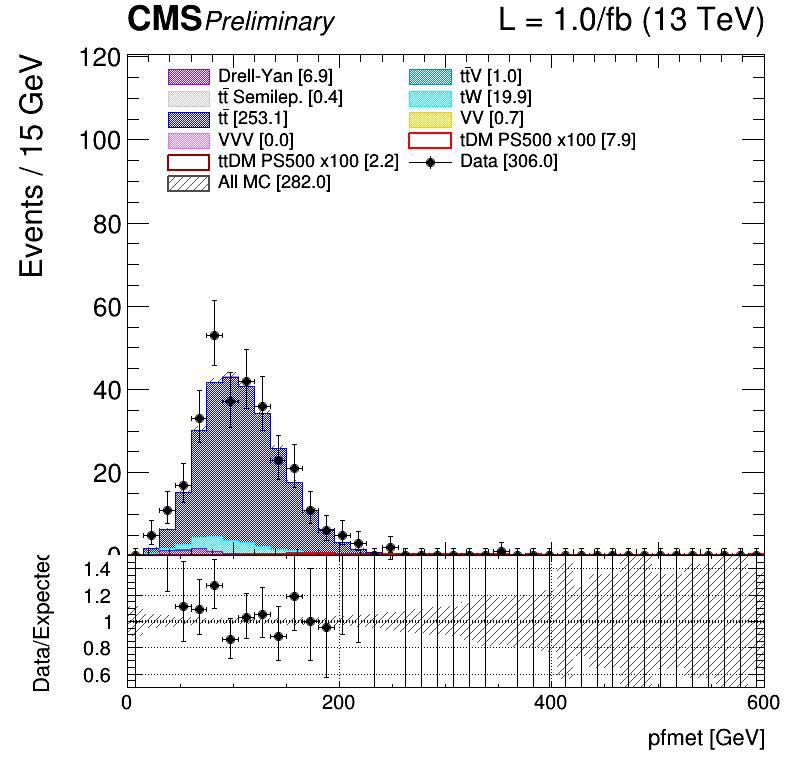 CMS Preliminary L = 1.0/fb (13 TeV)
Events / 15 GeV
120
100
80
60
40
20
0
Drell-Yan [6.9]
tt̄ Semilep. [0.4]
tt̄ [253.1]
VVV [0.0]
ttDM PS500 x100 [2.2]
All MC [282.0]
tt̄V [1.0]
tW [19.9]
VV [0.7]
tDM PS500 x100 [7.9]
Data [306.0]
Data/Expected
1.4
1.2
1
0.8
0.6
0 200 400 600
pfmet [GeV]